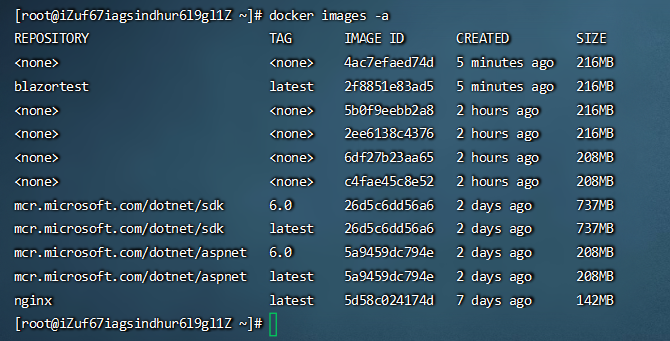 [root@iZuf67iagsindhur6l9gl1Z ~]# docker images -a
REPOSITORY TAG IMAGE ID CREATED SIZE
<none> <none> 4ac7efaed74d 5 minutes ago 216MB
blazortest latest 2f8851e83ad5 5 minutes ago 216MB
<none> <none> 5b0f9eebb2a8 2 hours ago 216MB
<none> <none> 2ee6138c4376 2 hours ago 216MB
<none> <none> 6df27b23aa65 2 hours ago 208MB
<none> <none> c4fae45c8e52 2 hours ago 208MB
mcr.microsoft.com/dotnet/sdk 6.0 26d5c6dd56a6 2 days ago 737MB
mcr.microsoft.com/dotnet/sdk latest 26d5c6dd56a6 2 days ago 737MB
mcr.microsoft.com/dotnet/aspnet 6.0 5a9459dc794e 2 days ago 208MB
mcr.microsoft.com/dotnet/aspnet latest 5a9459dc794e 2 days ago 208MB
nginx latest 5d58c024174d 7 days ago 142MB
[root@iZuf67iagsindhur6l9gl1Z ~]#